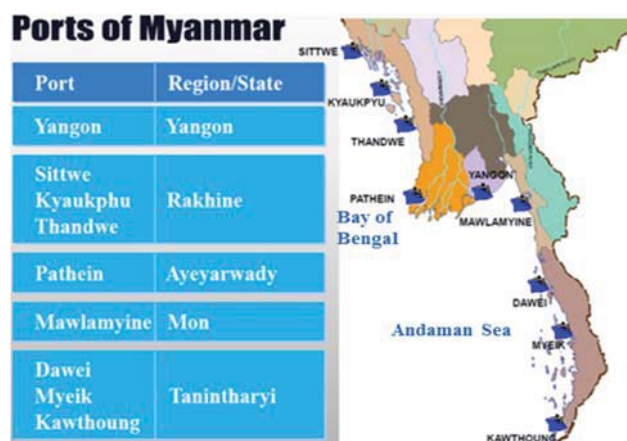 Ports of Myanmar
Port Region/State
Yangon Yangon
Sittwe
Kyaukphu
Thandwe
Rakhine
Pathein Ayeyarwady
Mawlamyine Mon
Dawei
Myeik
Kawthoung
Tanintharyi
SITTWE
KYAUKPYU
THANDWE
YANGON
PATHEIN
MAWLAMYINE
Bay of
Bengal
DAWEI
Andaman Sea
MYEIK
KAWTHOUNG